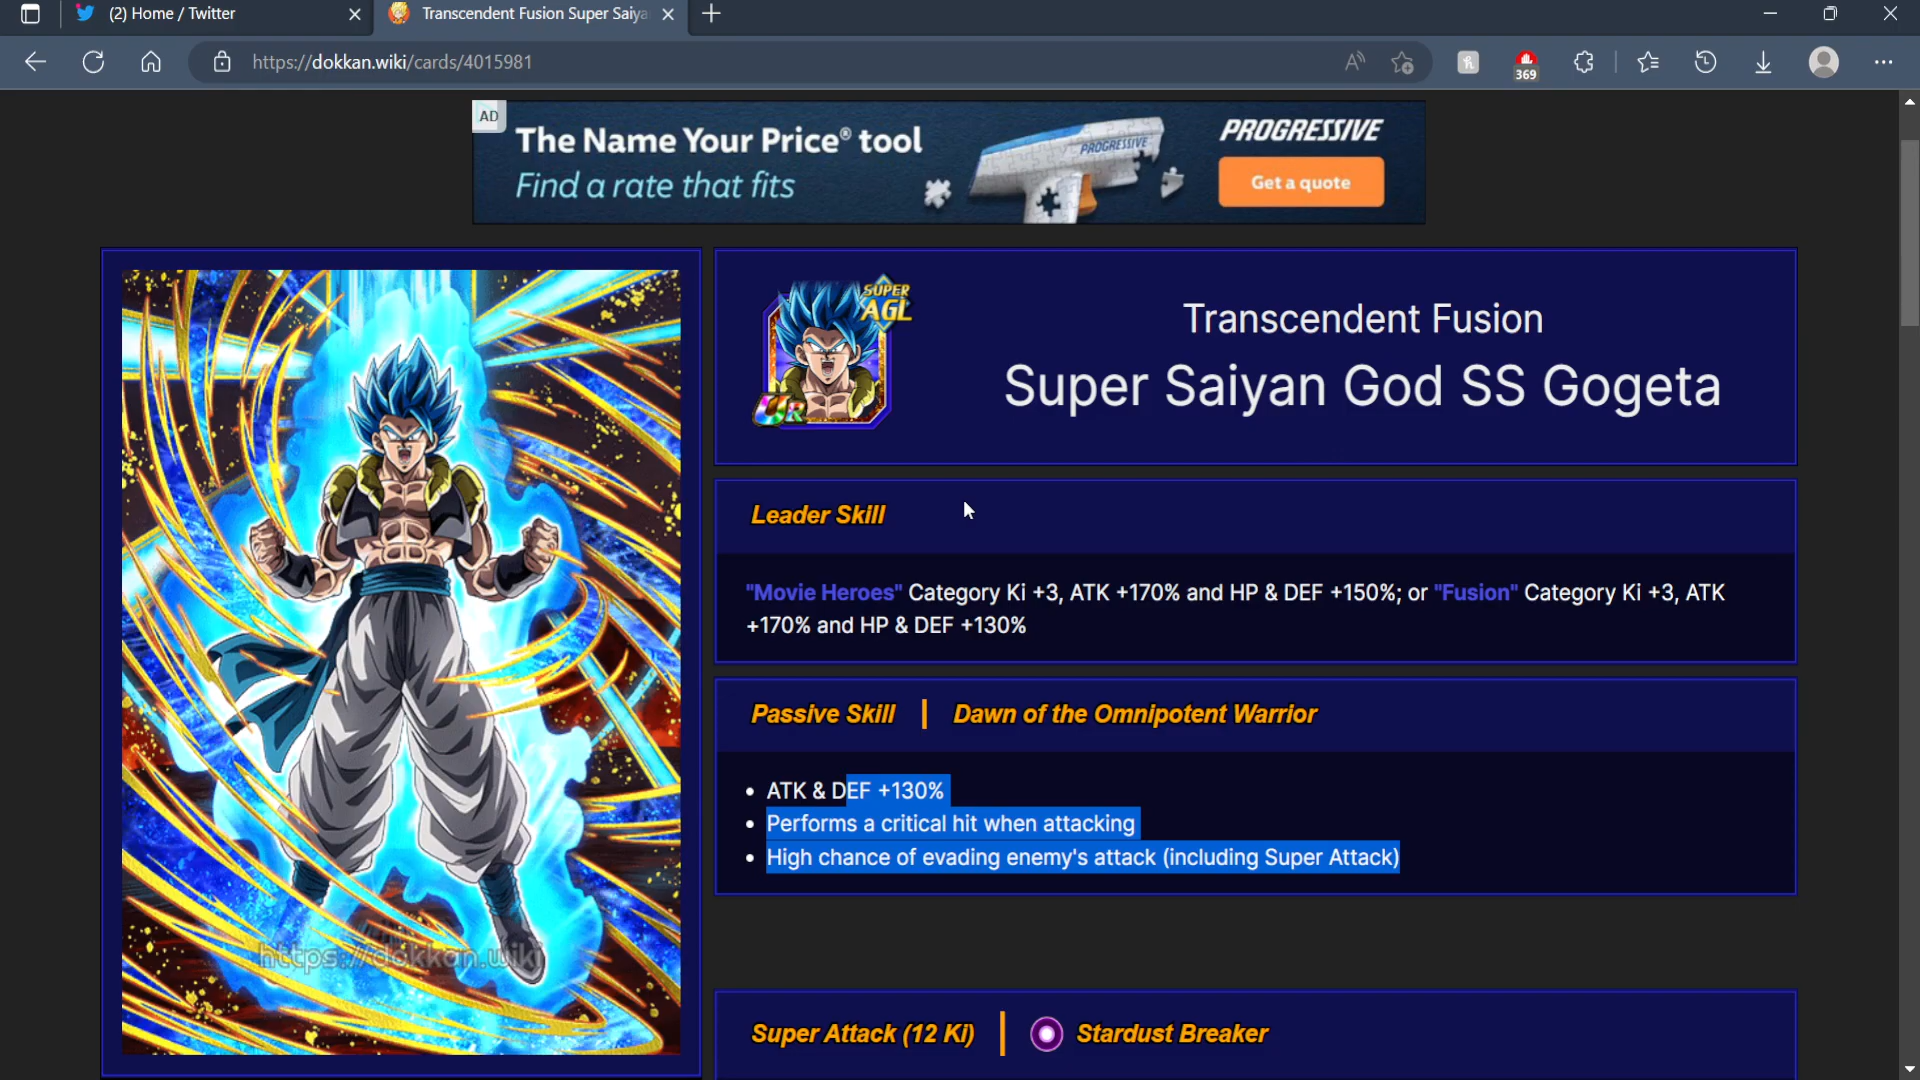 (2) Home / Twitter
Transcendent Fusion Super Saiya
https://dokkan.wiki/cards/4015981
369
AD
The Name Your Price® tool
Find a rate that fits
PROGRESSIVE
PROGRESSIVE
Get a quote
SUPER
AGL
UR
Transcendent Fusion
Super Saiyan God SS Gogeta
Leader Skill
"Movie Heroes" Category Ki +3, ATK +170% and HP & DEF +150%; or "Fusion" Category Ki +3, ATK
+170% and HP & DEF +130%
Passive Skill | Dawn of the Omnipotent Warrior
• ATK & DEF +130%
• Performs a critical hit when attacking
• High chance of evading enemy's attack (including Super Attack)
https://dokkan.wiki
Super Attack (12 Ki) | Stardust Breaker